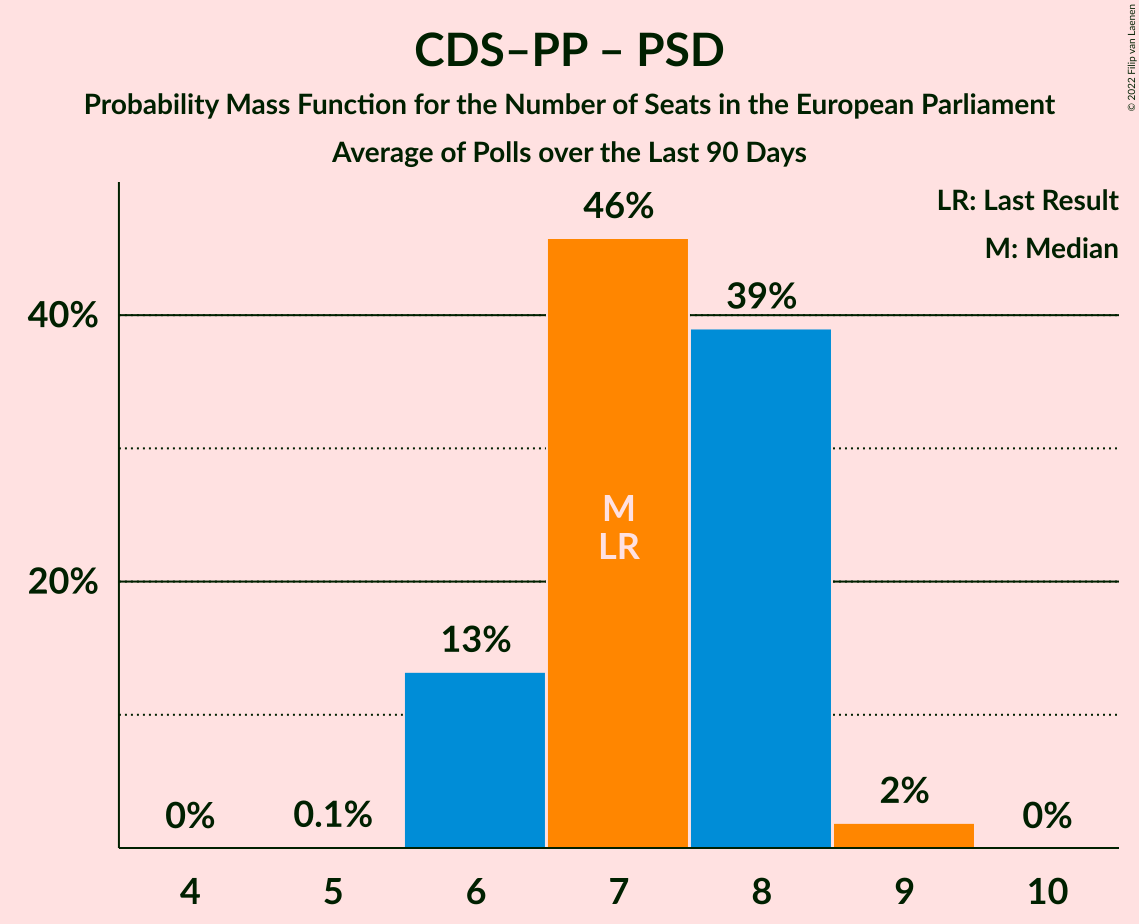 CDS–PP – PSD
Probability Mass Function for the Number of Seats in the European Parliament
Average of Polls over the Last 90 Days
© 2022 Filip van Laenen
LR: Last Result
M: Median
46%
39%
40%
M
LR
20%
13%
2%
0%
0.1%
0%
4
5
6
7
8
9
10